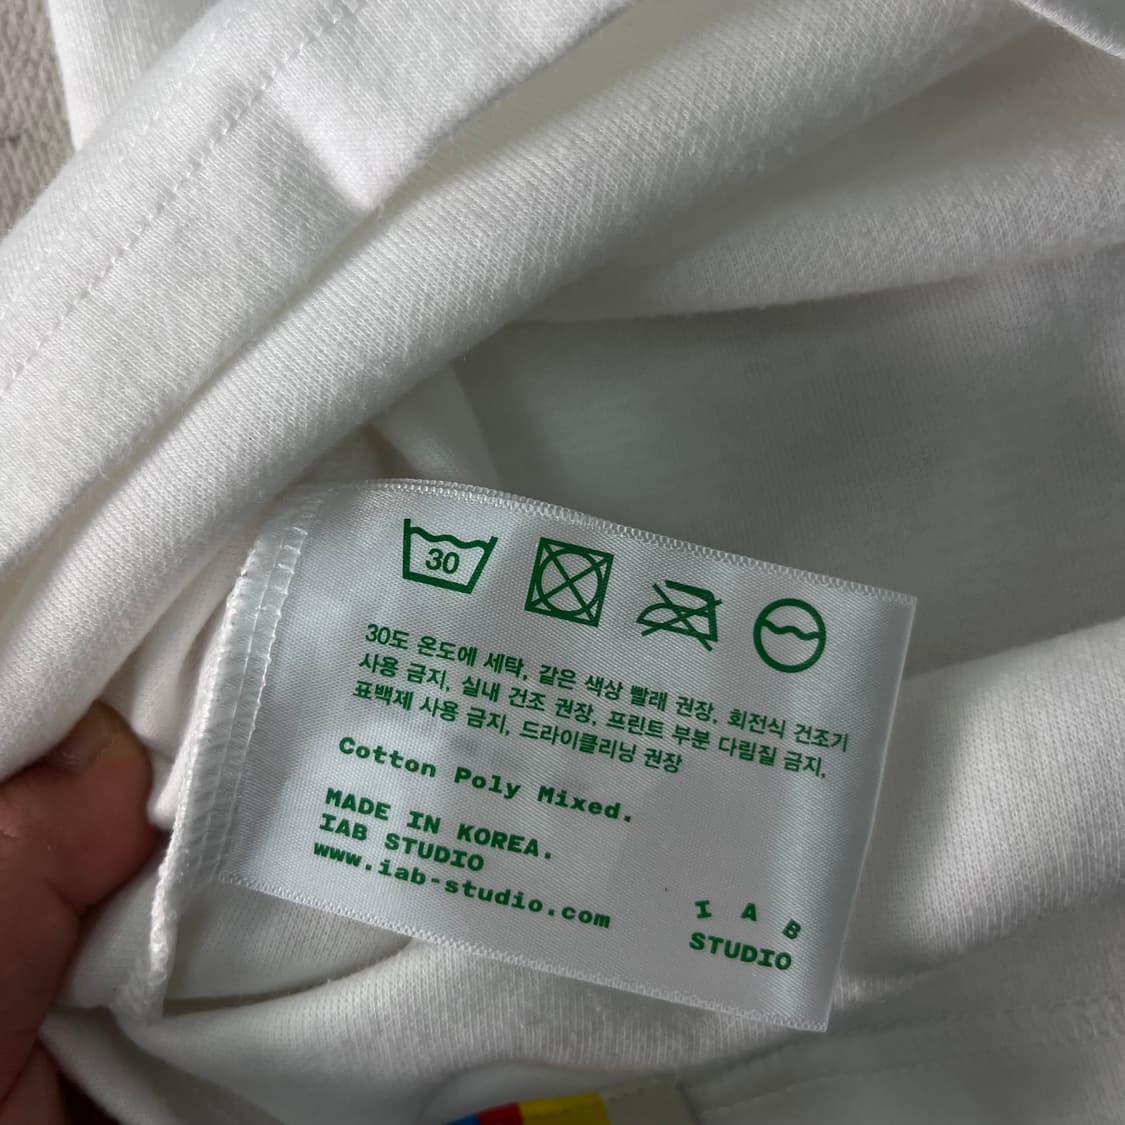 30
30도 온도에 세탁, 같은 색상 빨래 권장, 회전식 건조기
사용 금지, 실내 건조 권장, 프린트 부분 다림질 금지,
표백제 사용 금지, 드라이클리닝 권장
Cotton Poly Mixed.
MADE IN KOREA.
IAB STUDIO
www.iab-studio.com
I A B
STUDIO